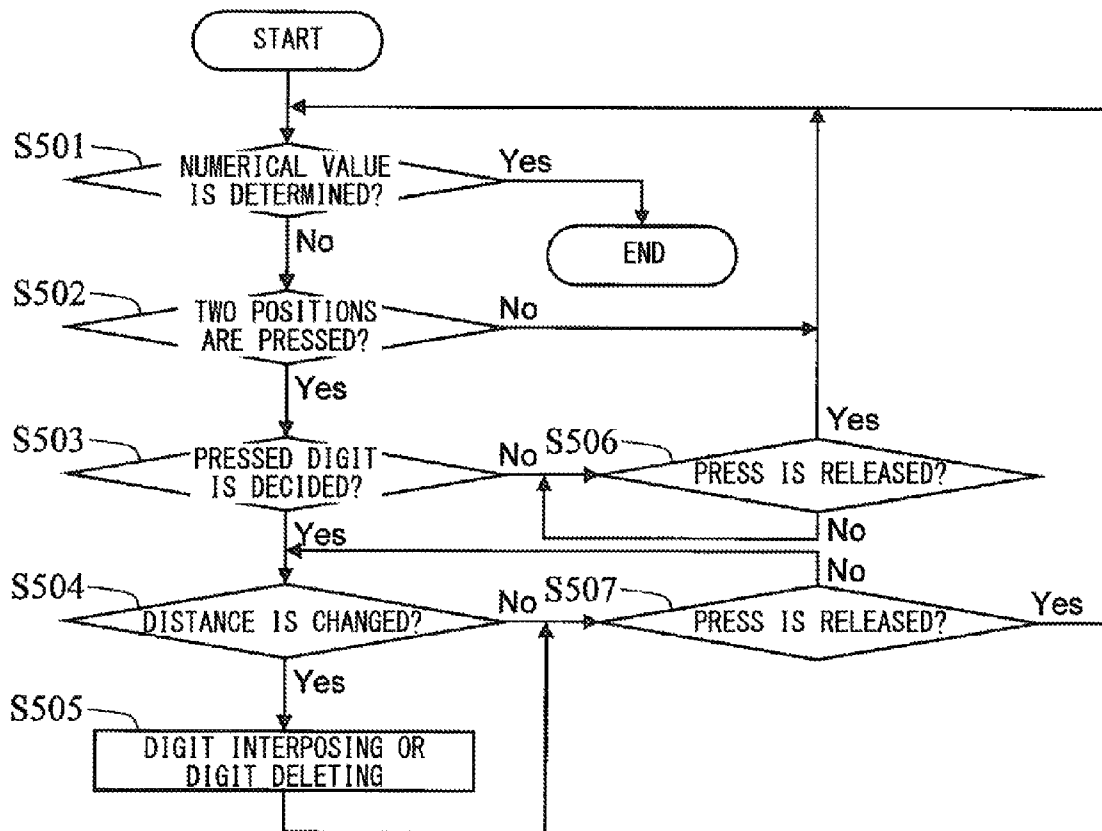 START
S501
NUMERICAL VALUE
IS DETERMINED?
Yes
No
END
S502
TWO POSITIONS
ARE PRESSED?
No
Yes
S503
PRESSED DIGIT
IS DECIDED?
No
Yes
S506
PRESS IS RELEASED?
Yes
No
S504
DISTANCE IS CHANGED?
No
Yes
S507
PRESS IS RELEASED?
No
Yes
S505
DIGIT INTERPOSING OR
DIGIT DELETING